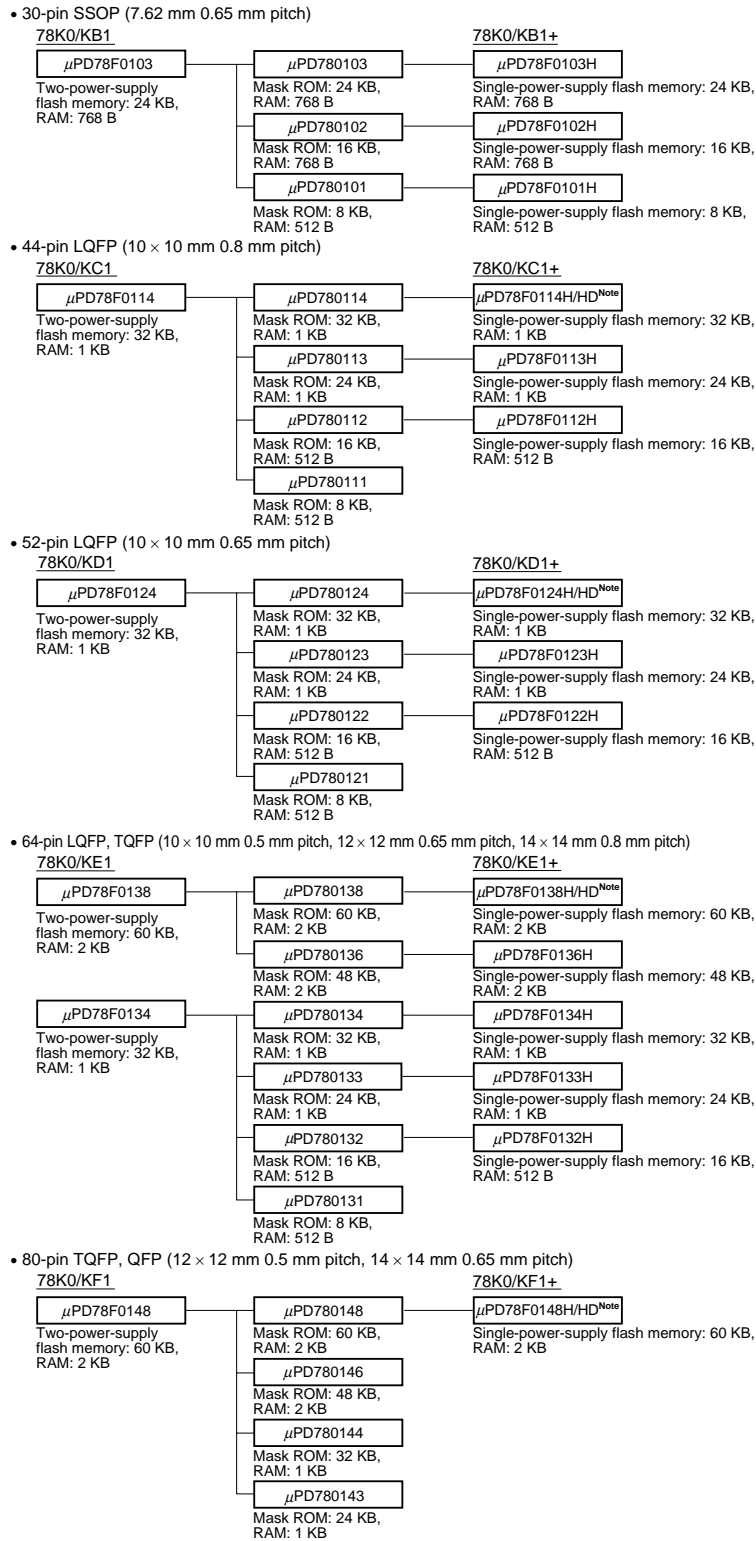 • 30-pin SSOP (7.62 mm 0.65 pitch)
78K0/KB1 78K0/KB1+
μPD78F0103 μPD780103 μPD78F0103H
Two-power-supply Mask ROM: 24 KB, Single-power-supply flash memory: 24 KB,
flash memory: 24 KB, RAM: 768 B RAM: 768 B
RAM: 768 B
μPD780102 μPD78F0102H
Mask ROM: 16 KB, Single-power-supply flash memory: 16 KB,
RAM: 768 B RAM: 768 B
μPD780101 μPD78F0101H
Mask ROM: 8 KB, Single-power-supply flash memory: 8 KB,
RAM: 512 B RAM: 512 B
• 44-pin LQFP (10 × 10 mm 0.8 mm pitch)
78K0/KC1 78K0/KC1+
μPD78F0114 μPD780114 μPD78F0114H/HDNote
Two-power-supply Mask ROM: 32 KB, Single-power-supply flash memory: 32 KB,
flash memory: 32 KB, RAM: 1 KB RAM: 1 KB
RAM: 1 KB
μPD780113 μPD78F0113H
Mask ROM: 24 KB, Single-power-supply flash memory: 24 KB,
RAM: 1 KB RAM: 1 KB
μPD780112 μPD78F0112H
Mask ROM: 16 KB, Single-power-supply flash memory: 16 KB,
RAM: 512 B RAM: 512 B
μPD780111
Mask ROM: 8 KB,
RAM: 512 B
• 52-pin LQFP (10 × 10 mm 0.65 mm pitch)
78K0/KD1 78K0/KD1+
μPD78F0124 μPD780124 μPD78F0124H/HDNote
Two-power-supply Mask ROM: 32 KB, Single-power-supply flash memory: 32 KB,
flash memory: 32 KB, RAM: 1 KB RAM: 1 KB
RAM: 1 KB
μPD780123 μPD78F0123H
Mask ROM: 24 KB, Single-power-supply flash memory: 24 KB,
RAM: 1 KB RAM: 1 KB
μPD780122 μPD78F0122H
Mask ROM: 16 KB, Single-power-supply flash memory: 16 KB,
RAM: 512 B RAM: 512 B
μPD780121
Mask ROM: 8 KB,
RAM: 512 B
• 64-pin LQFP, TQFP (10 × 10 mm 0.5 mm pitch, 12 × 12 mm 0.65 mm pitch, 14 × 14 mm 0.8 mm pitch)
78K0/KE1 78K0/KE1+
μPD78F0138 μPD780138 μPD78F0138H/HDNote
Two-power-supply Mask ROM: 60 KB, Single-power-supply flash memory: 60 KB,
flash memory: 60 KB, RAM: 2 KB RAM: 2 KB
RAM: 2 KB
μPD780136 μPD78F0136H
Mask ROM: 48 KB, Single-power-supply flash memory: 48 KB,
RAM: 2 KB RAM: 2 KB
μPD78F0134 μPD780134 μPD78F0134H
Two-power-supply Mask ROM: 32 KB, Single-power-supply flash memory: 32 KB,
flash memory: 32 KB, RAM: 1 KB RAM: 1 KB
RAM: 1 KB
μPD780133 μPD78F0133H
Mask ROM: 24 KB, Single-power-supply flash memory: 24 KB,
RAM: 1 KB RAM: 1 KB
μPD780132 μPD78F0132H
Mask ROM: 16 KB, Single-power-supply flash memory: 16 KB,
RAM: 512 B RAM: 512 B
μPD780131
Mask ROM: 8 KB,
RAM: 512 B
• 80-pin TQFP, QFP (12 × 12 mm 0.5 mm pitch, 14 × 14 mm 0.65 mm pitch)
78K0/KF1 78K0/KF1+
μPD78F0148 μPD780148 μPD78F0148H/HDNote
Two-power-supply Mask ROM: 60 KB, Single-power-supply flash memory: 60 KB,
flash memory: 60 KB, RAM: 2 KB RAM: 2 KB
RAM: 2 KB
μPD780146
Mask ROM: 48 KB,
RAM: 2 KB
μPD780144
Mask ROM: 32 KB,
RAM: 1 KB
μPD780143
Mask ROM: 24 KB,
RAM: 1 KB